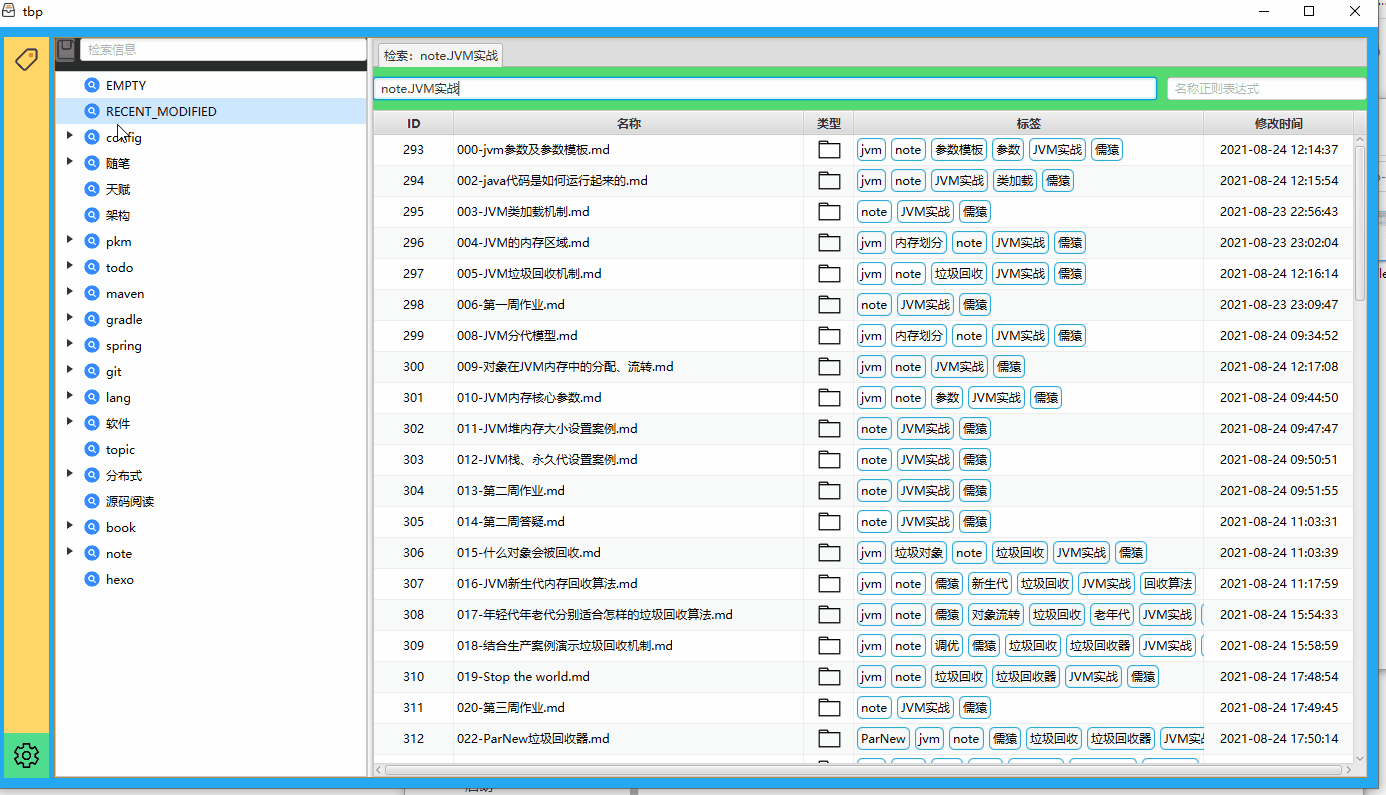 tbp
检索信息
EMPTY
RECENT_MODIFIED
config
随笔
天赋
架构
pkm
todo
maven
gradle
spring
git
lang
软件
topic
分布式
源码阅读
book
note
hexo
检索：note.JVM实战
note.JVM实战
名称正则表达式
ID 名称 类型 标签 修改时间
293 000-jvm参数及参数模板.md jvm note 参数模板 参数 JVM实战 儒猿 2021-08-24 12:14:37
294 002-java代码是如何运行起来的.md jvm note JVM实战 类加载 儒猿 2021-08-24 12:15:54
295 003-JVM类加载机制.md note JVM实战 儒猿 2021-08-23 22:56:43
296 004-JVM的内存区域.md jvm 内存划分 note JVM实战 儒猿 2021-08-23 23:02:04
297 005-JVM垃圾回收机制.md jvm note 垃圾回收 JVM实战 儒猿 2021-08-24 12:16:14
298 006-第一周作业.md note JVM实战 儒猿 2021-08-23 23:09:47
299 008-JVM分代模型.md jvm 内存划分 note JVM实战 儒猿 2021-08-24 09:34:52
300 009-对象在JVM内存中的分配、流转.md jvm note JVM实战 儒猿 2021-08-24 12:17:08
301 010-JVM内存核心参数.md jvm note 参数 JVM实战 儒猿 2021-08-24 09:44:50
302 011-JVM堆内存大小设置案例.md note JVM实战 儒猿 2021-08-24 09:47:47
303 012-JVM栈、永久代设置案例.md note JVM实战 儒猿 2021-08-24 09:50:51
304 013-第二周作业.md note JVM实战 儒猿 2021-08-24 09:51:55
305 014-第二周答疑.md note JVM实战 儒猿 2021-08-24 11:03:31
306 015-什么对象会被回收.md jvm 垃圾对象 note 垃圾回收 JVM实战 儒猿 2021-08-24 11:03:39
307 016-JVM新生代内存回收算法.md jvm note 儒猿 新生代 垃圾回收 JVM实战 回收算法 2021-08-24 11:17:59
308 017-年轻代年老代分别适合怎样的垃圾回收算法.md jvm note 儒猿 对象流转 垃圾回收 老年代 JVM实战 2021-08-24 15:54:33
309 018-结合生产案例演示垃圾回收机制.md jvm note 调优 儒猿 垃圾回收 垃圾回收器 JVM实战 2021-08-24 15:58:59
310 019-Stop the world.md jvm note 垃圾回收 垃圾回收器 JVM实战 儒猿 2021-08-24 17:48:54
311 020-第三周作业.md note JVM实战 儒猿 2021-08-24 17:49:45
312 022-ParNew垃圾回收器.md ParNew jvm note 儒猿 垃圾回收 垃圾回收器 2021-08-24 17:50:14